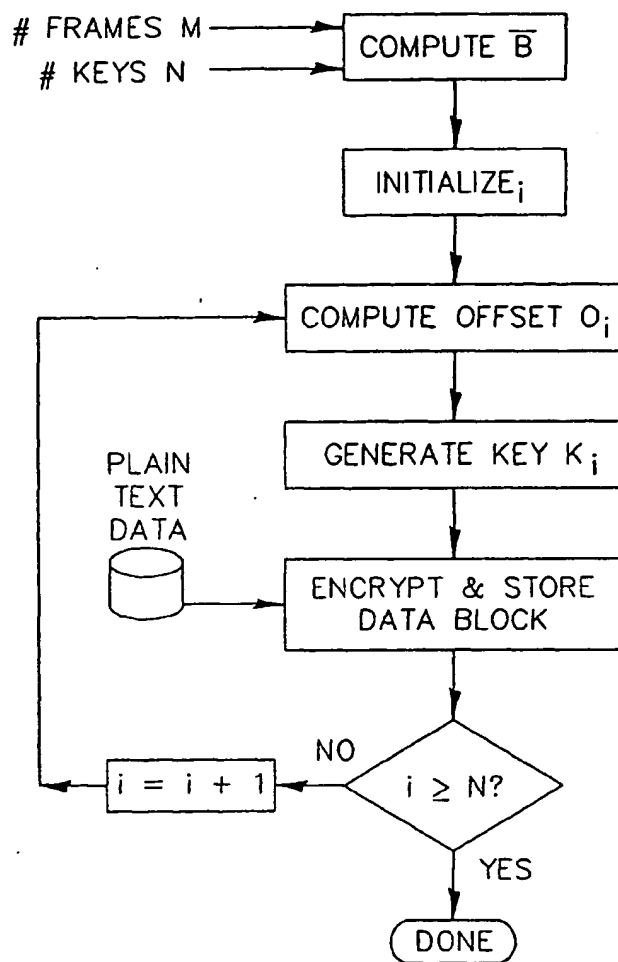 # FRAMES M
# KEYS N
COMPUTE B̅
INITIALIZEi
COMPUTE OFFSET Oi
GENERATE KEY Ki
PLAIN
TEXT
DATA
ENCRYPT & STORE
DATA BLOCK
NO
i = i + 1
i ≥ N?
YES
DONE